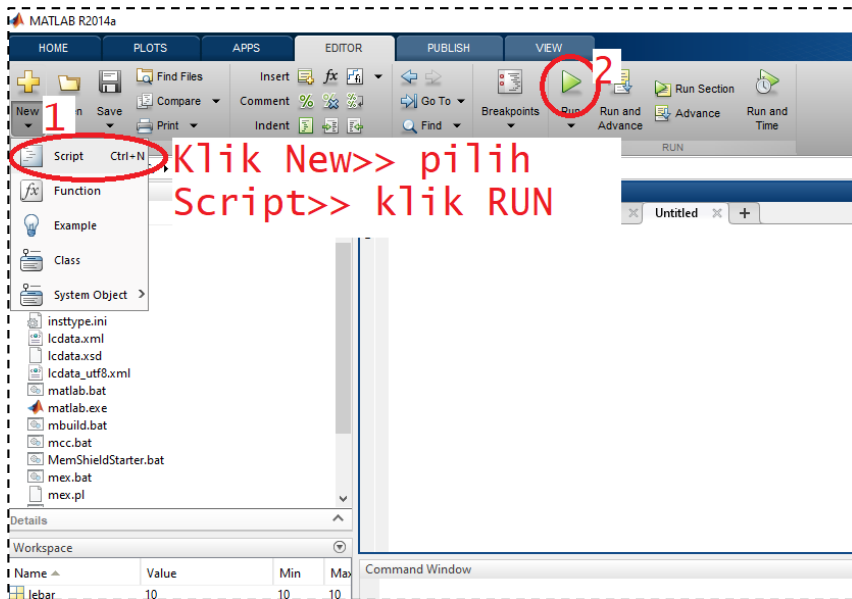 MATLAB R2014a
HOME PLOTS APPS EDITOR PUBLISH VIEW
Find Files Insert fx
New Save Compare Comment % Go To Breakpoints Run Run and Advance Run Section Advance Run and Time
Print Indent Find
RUN
1
2
Script Ctrl+N
Function
Example
Class
System Object
Klik New>> pilih
Script>> klik RUN
Untitled
insttype.ini
lcdata.xml
lcdata.xsd
lcdata_utf8.xml
matlab.bat
matlab.exe
mbuild.bat
mcc.bat
MemShieldStarter.bat
mex.bat
mex.pl
Details
Workspace
Name Value Min Max
lebar 10 10 10
Command Window